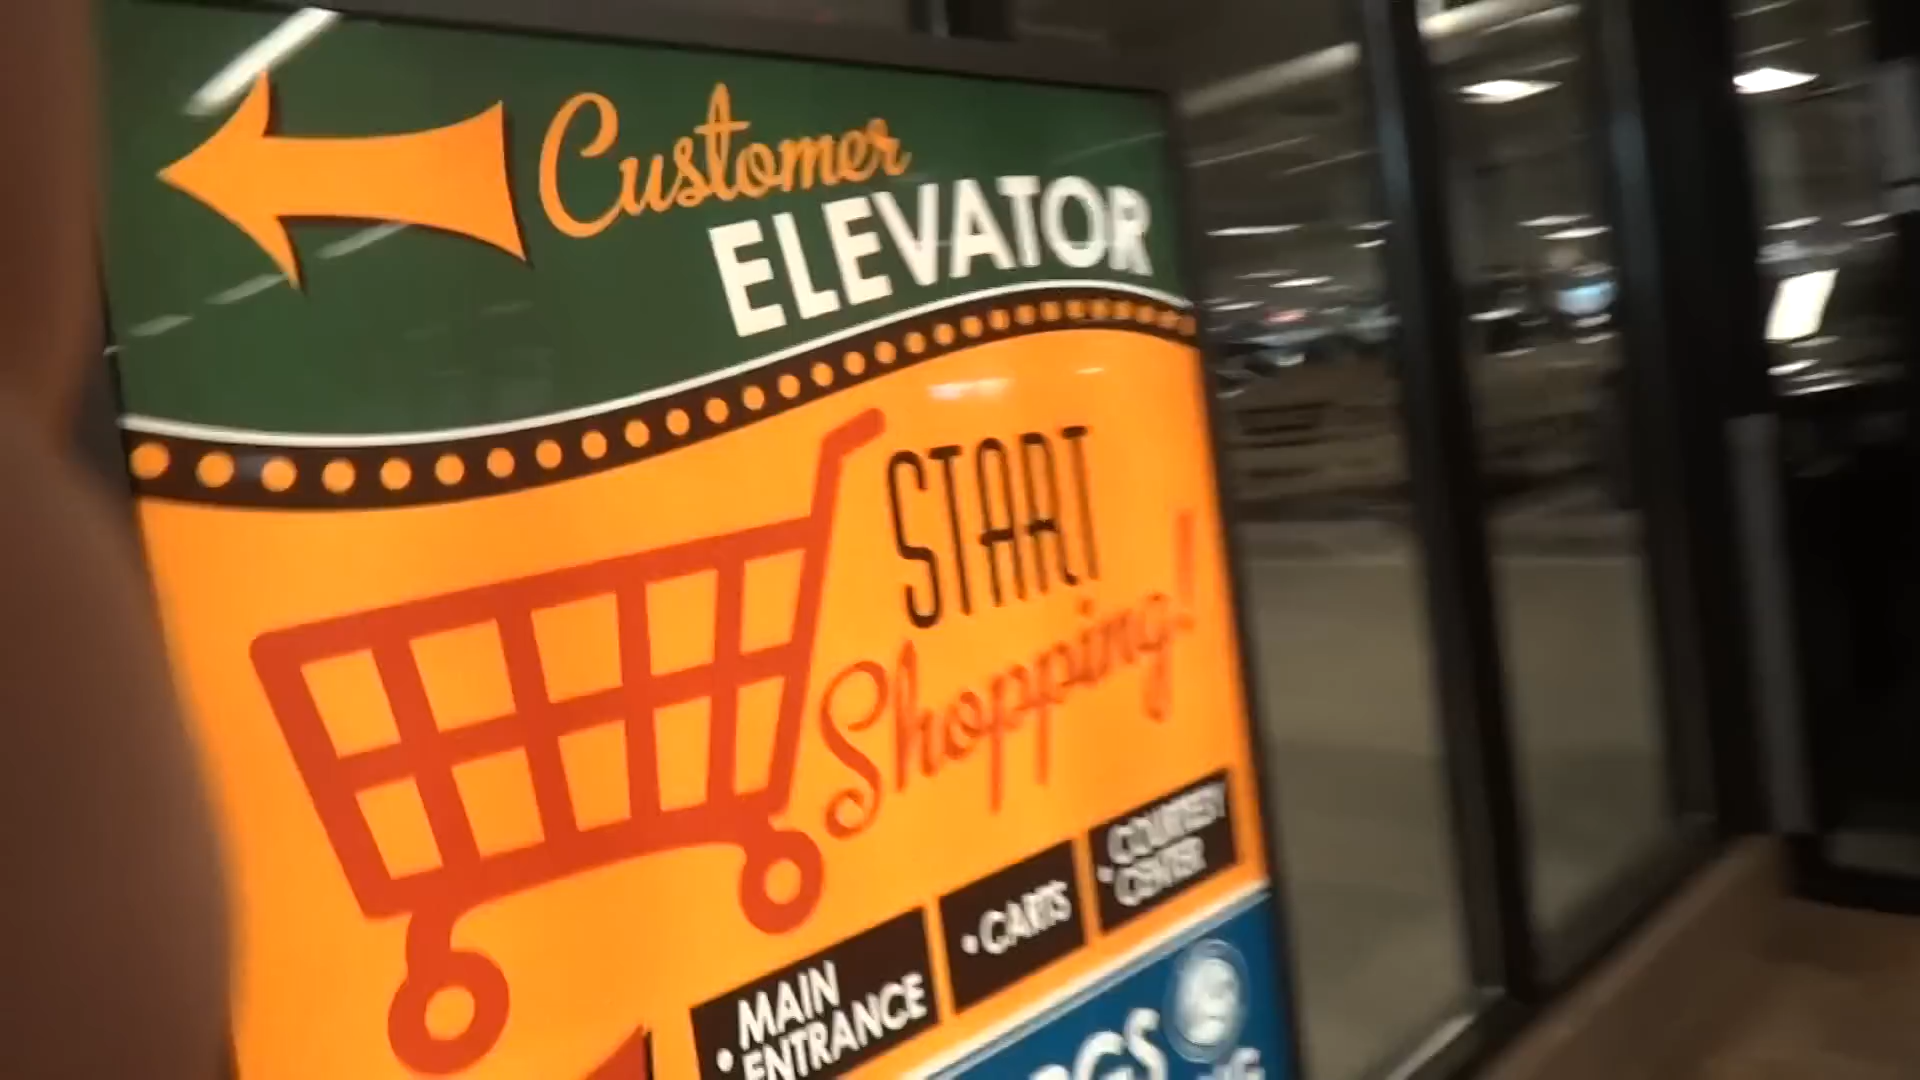 Customer
ELEVATOR
START
Shopping!
• MAIN
ENTRANCE
• CARTS
• COURTESY
CENTER